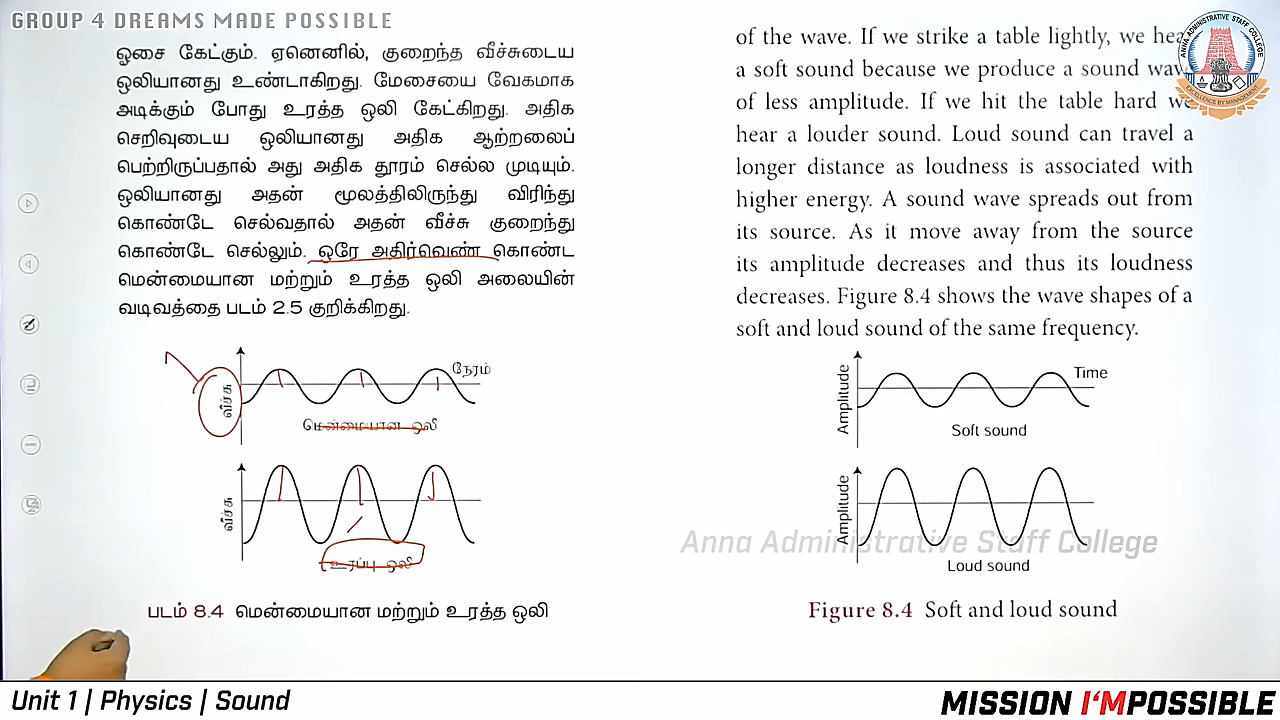 GROUP 4 DREAMS MADE POSSIBLE
ஓசை கேட்கும். ஏனெனில், குறைந்த வீச்சுடைய
ஒலியானது உண்டாகிறது. மேசையை வேகமாக
அடிக்கும் போது உரத்த ஒலி கேட்கிறது. அதிக
செறிவுடைய ஒலியானது அதிக ஆற்றலைப்
பெற்றிருப்பதால் அது அதிக தூரம் செல்ல முடியும்.
ஒலியானது அதன் மூலத்திலிருந்து விரிந்து
கொண்டே செல்வதால் அதன் வீச்சு குறைந்து
கொண்டே செல்லும். ஒரே அதிர்வெண் கொண்ட
மென்மையான மற்றும் உரத்த ஒலி அலையின்
வடிவத்தை படம் 2.5 குறிக்கிறது.
வீச்சு
நேரம்
மென்மையான ஒலி
வீச்சு
உரப்பு ஒலி
படம் 8.4 மென்மையான மற்றும் உரத்த ஒலி
of the wave. If we strike a table lightly, we hear
a soft sound because we produce a sound wave
of less amplitude. If we hit the table hard we
hear a louder sound. Loud sound can travel a
longer distance as loudness is associated with
higher energy. A sound wave spreads out from
its source. As it move away from the source
its amplitude decreases and thus its loudness
decreases. Figure 8.4 shows the wave shapes of a
soft and loud sound of the same frequency.
Amplitude
Time
Soft sound
Amplitude
Loud sound
Figure 8.4 Soft and loud sound
Anna Administrative Staff College
ANNA ADMINISTRATIVE STAFF COLLEGE
EXCELLENCE BY MANAGEMENT
Unit 1 | Physics | Sound
MISSION I'MPOSSIBLE